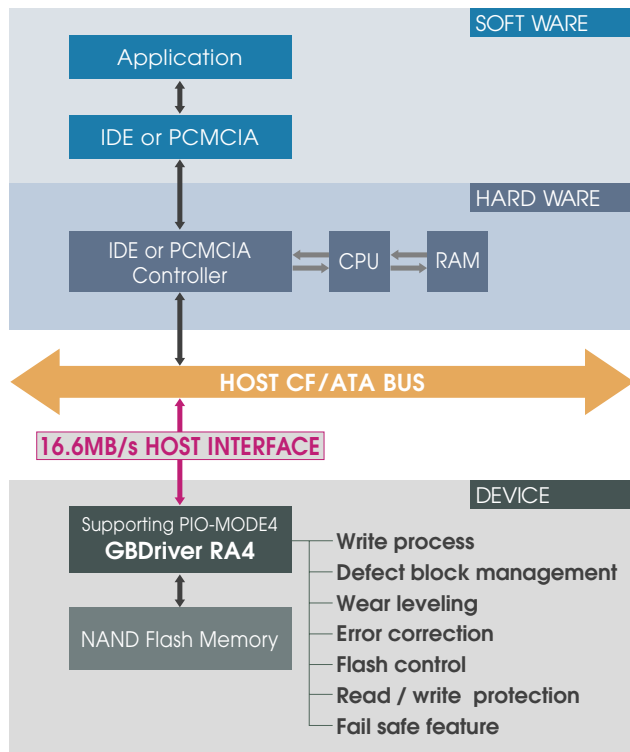 SOFT WARE
Application
IDE or PCMCIA
HARD WARE
IDE or PCMCIA
Controller
CPU
RAM
HOST CF/ATA BUS
16.6MB/s HOST INTERFACE
DEVICE
Supporting PIO-MODE4
GBDriver RA4
NAND Flash Memory
Write process
Defect block management
Wear leveling
Error correction
Flash control
Read / write protection
Fail safe feature